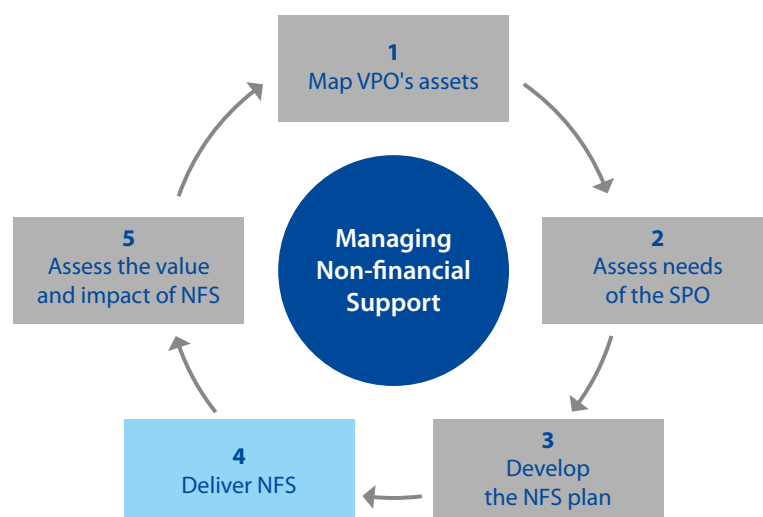 1
Map VPO's assets
2
Assess needs
of the SPO
3
Develop
the NFS plan
4
Deliver NFS
5
Assess the value
and impact of NFS
Managing
Non-financial
Support